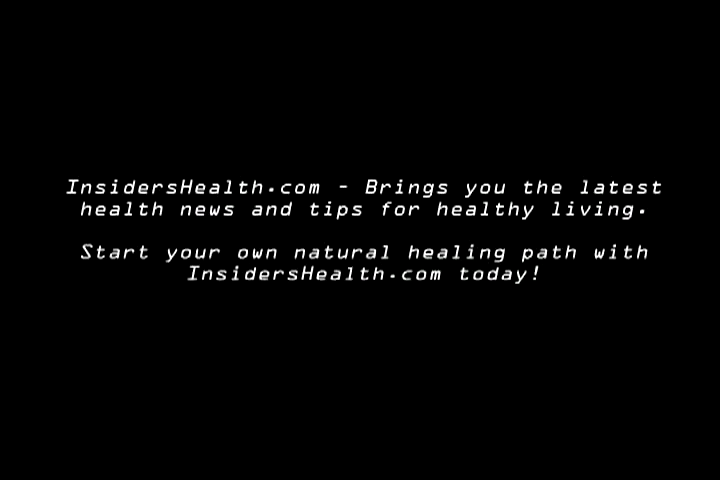 InsidersHealth.com - Brings you the latest
health news and tips for healthy living.
Start your own natural healing path with
InsidersHealth.com today!